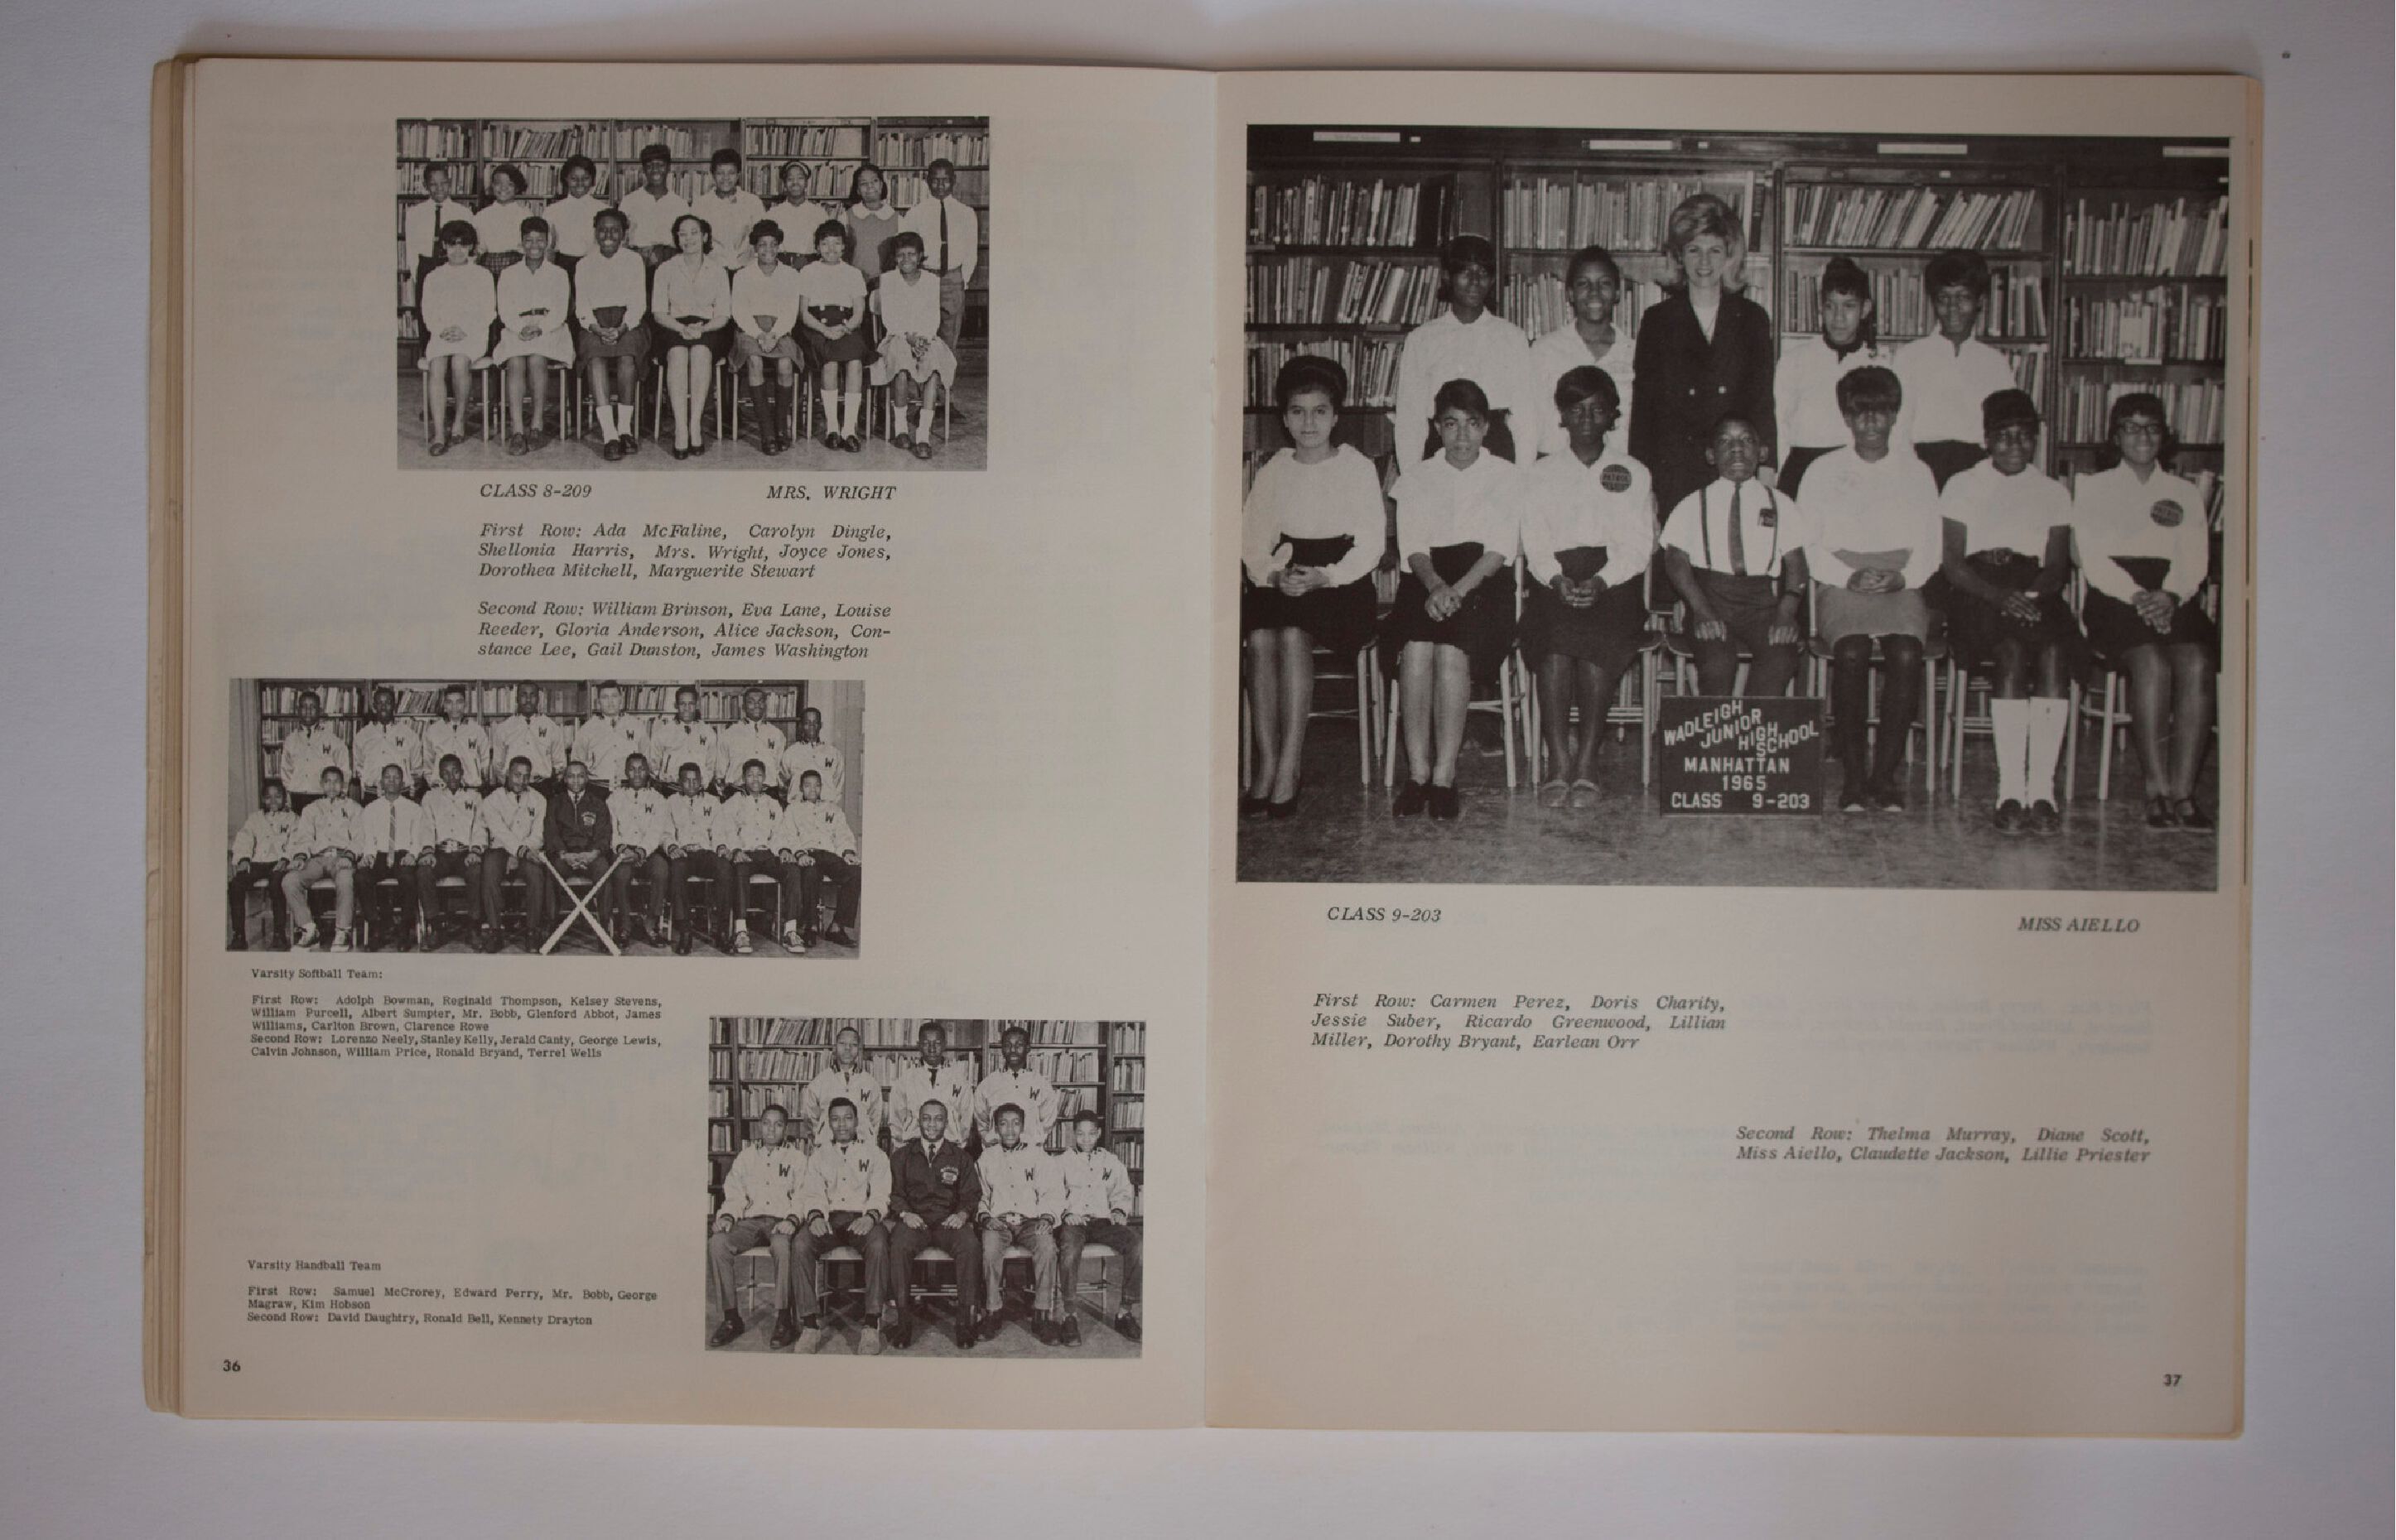 CLASS 8-209 MRS. WRIGHT
First Row: Ada McFaline, Carolyn Dingle,
Shellonia Harris, Mrs. Wright, Joyce Jones,
Dorothea Mitchell, Marguerite Stewart
Second Row: William Brinson, Eva Lane, Louise
Reeder, Gloria Anderson, Alice Jackson, Con-
stance Lee, Gail Dunston, James Washington
Varsity Softball Team:
First Row: Adolph Bowman, Reginald Thompson, Kelsey Stevens,
William Purcell, Albert Sumpter, Mr. Bobb, Glenford Abbot, James
Williams, Carlton Brown, Clarence Rowe
Second Row: Lorenzo Neely, Stanley Kelly, Jerald Canty, George Lewis,
Calvin Johnson, William Price, Ronald Bryand, Terrel Wells
Varsity Handball Team
First Row: Samuel McCrorey, Edward Perry, Mr. Bobb, George
Magraw, Kim Hobson
Second Row: David Daughtry, Ronald Bell, Kennety Drayton
36
WADLEIGH
JUNIOR
HIGH
SCHOOL
MANHATTAN
1965
CLASS 9-203
CLASS 9-203
MISS AIELLO
First Row: Carmen Perez, Doris Charity,
Jessie Suber, Ricardo Greenwood, Lillian
Miller, Dorothy Bryant, Earlean Orr
Second Row: Thelma Murray, Diane Scott,
Miss Aiello, Claudette Jackson, Lillie Priester
37